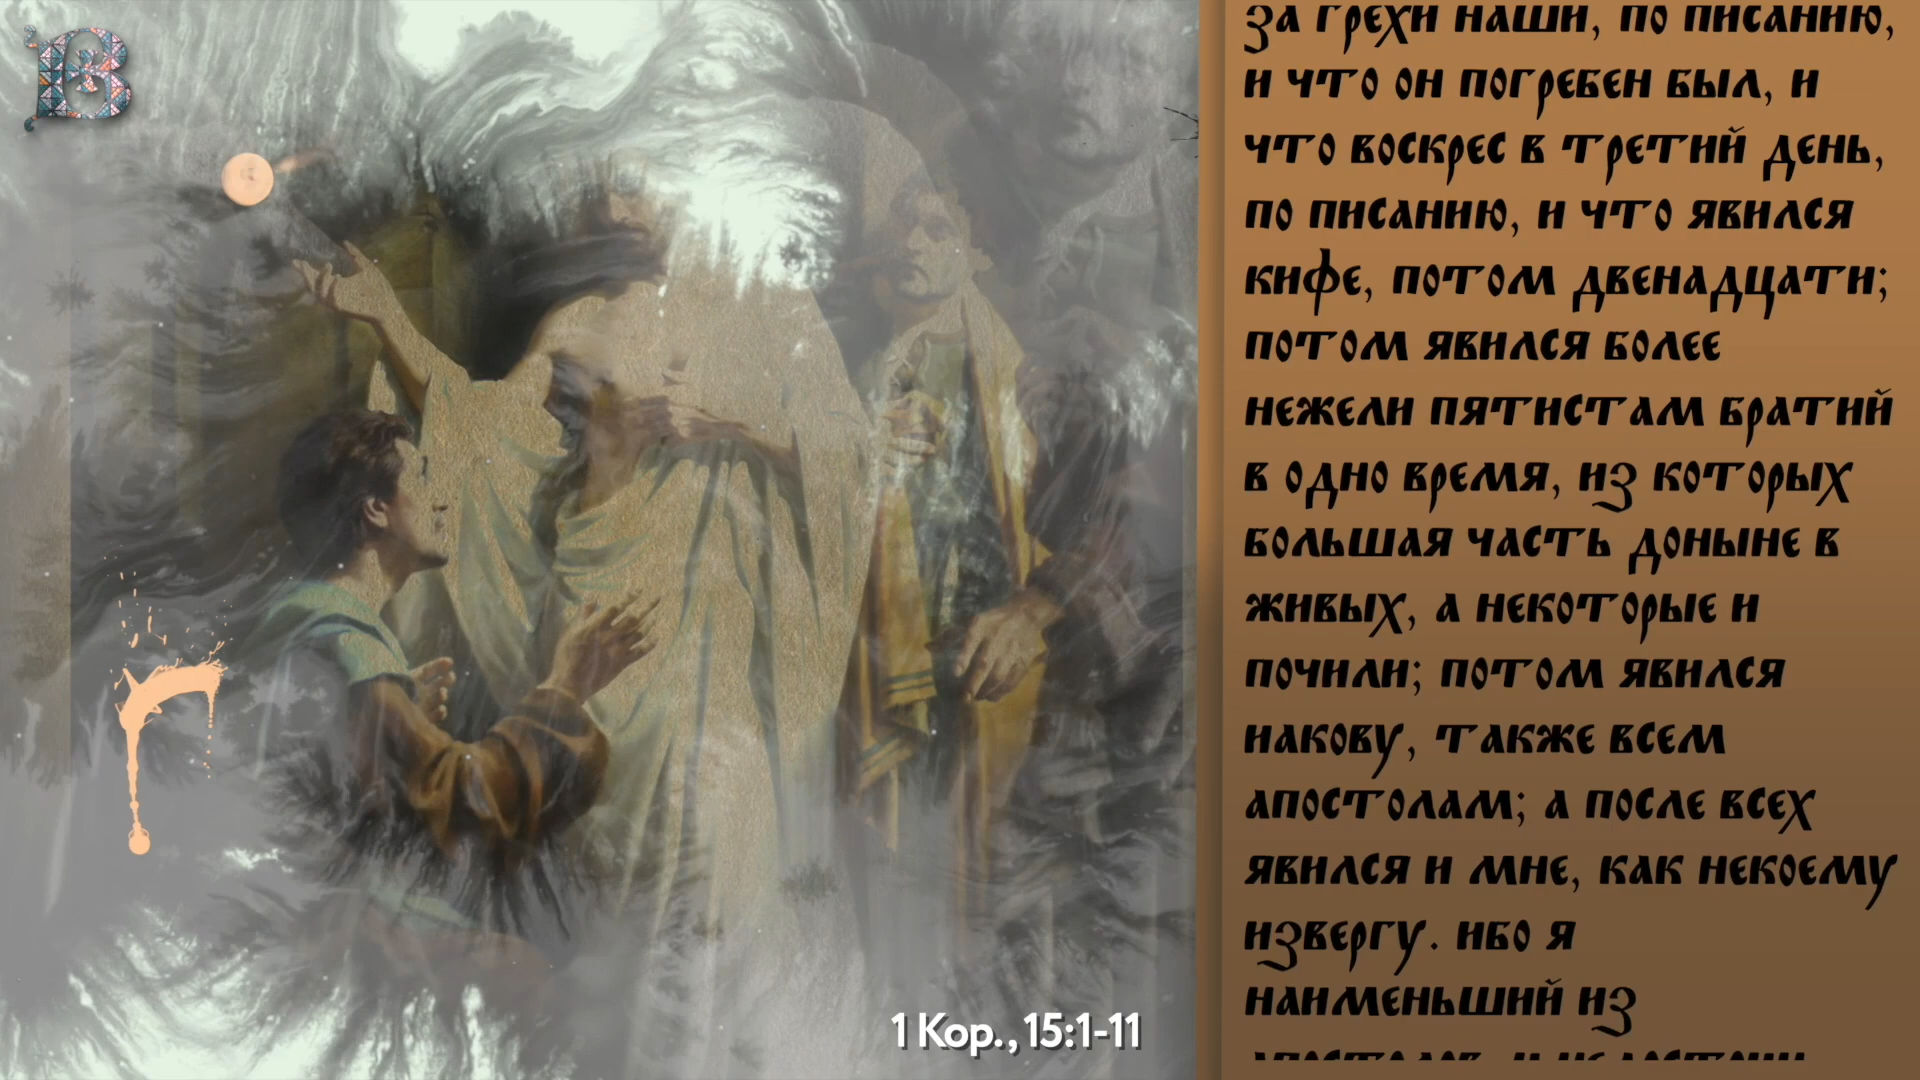 за грехи наши, по писанию,
и что он погребен был, и
что воскрес в третий день,
по писанию, и что явился
кифе, потом двенадцати;
потом явился более
нежели пятистам братий
в одно время, из которых
большая часть доныне в
живых, а некоторые и
почили; потом явился
иакову, также всем
апостолам; а после всех
явился и мне, как некоему
извергу. ибо я
наименьший из
1 Кор., 15:1-11